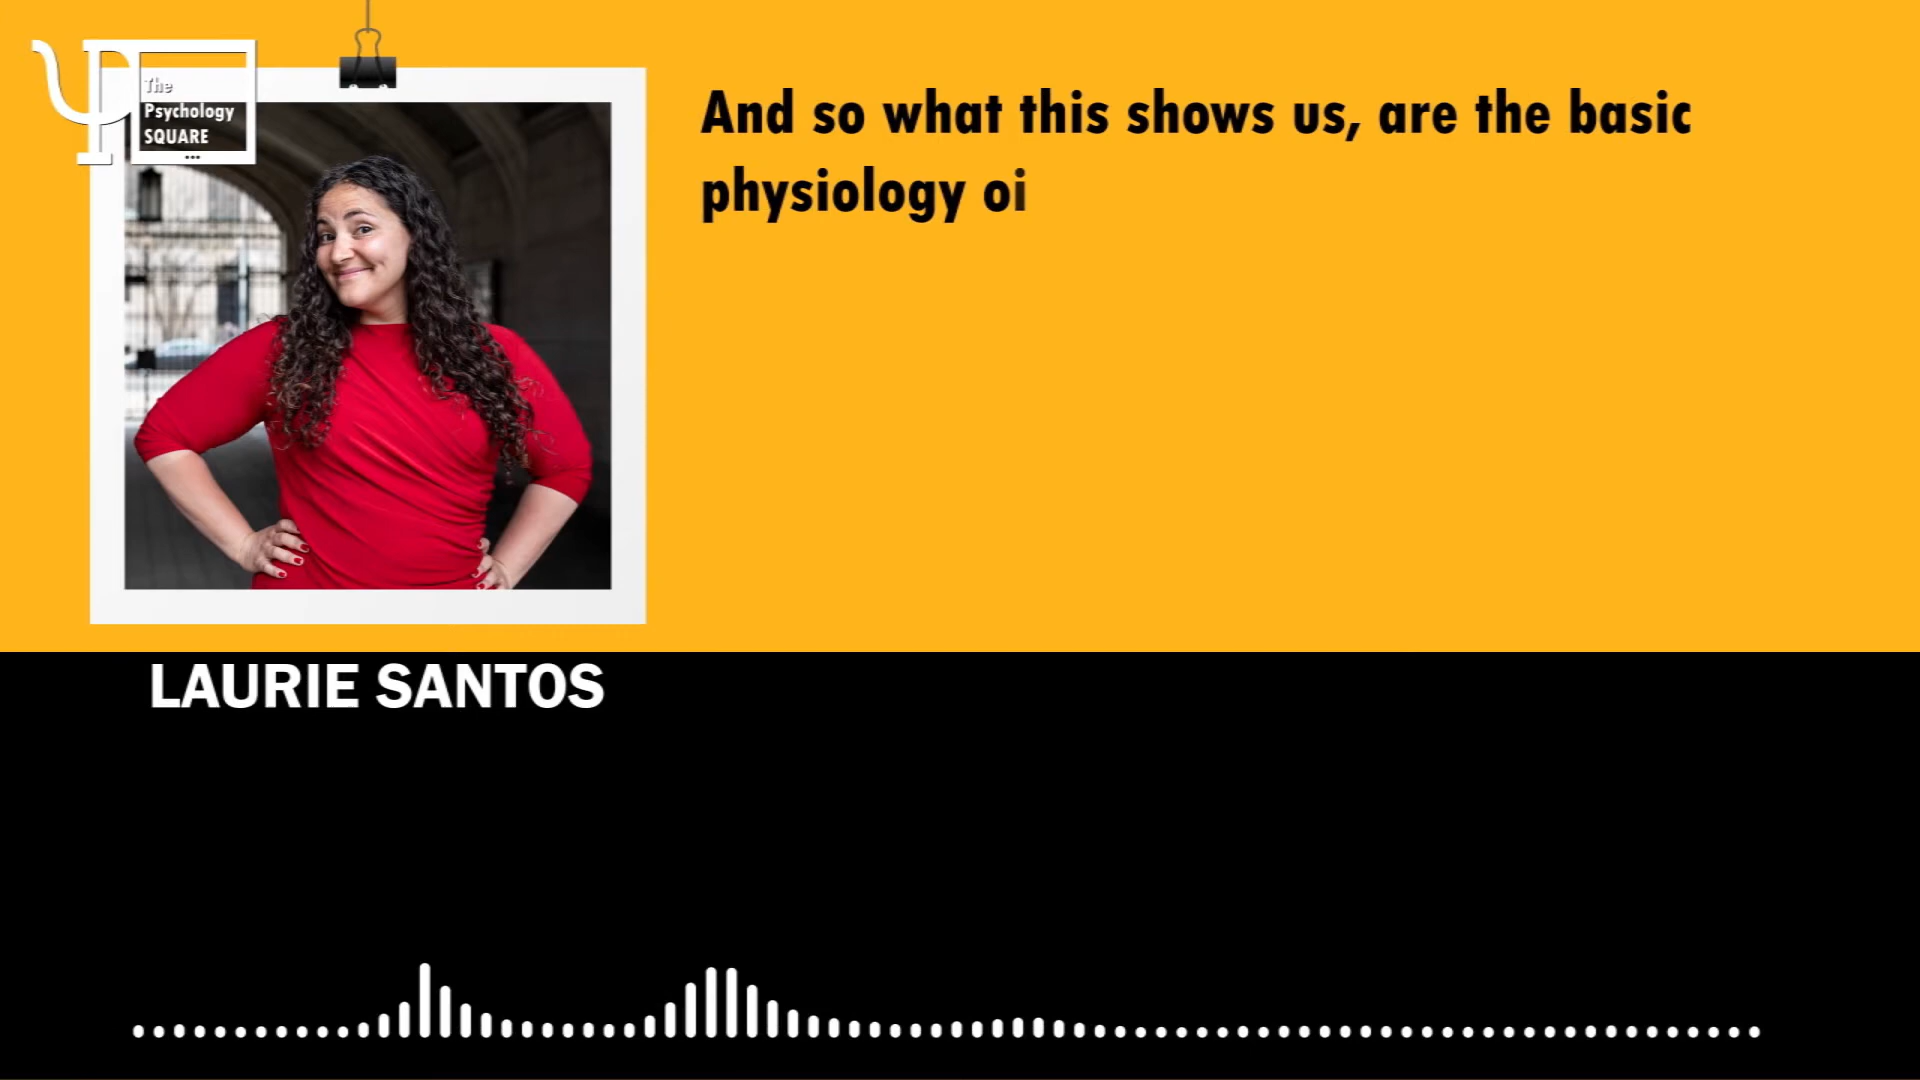 The
Psychology
SQUARE
And so what this shows us, are the basic
physiology oi
LAURIE SANTOS